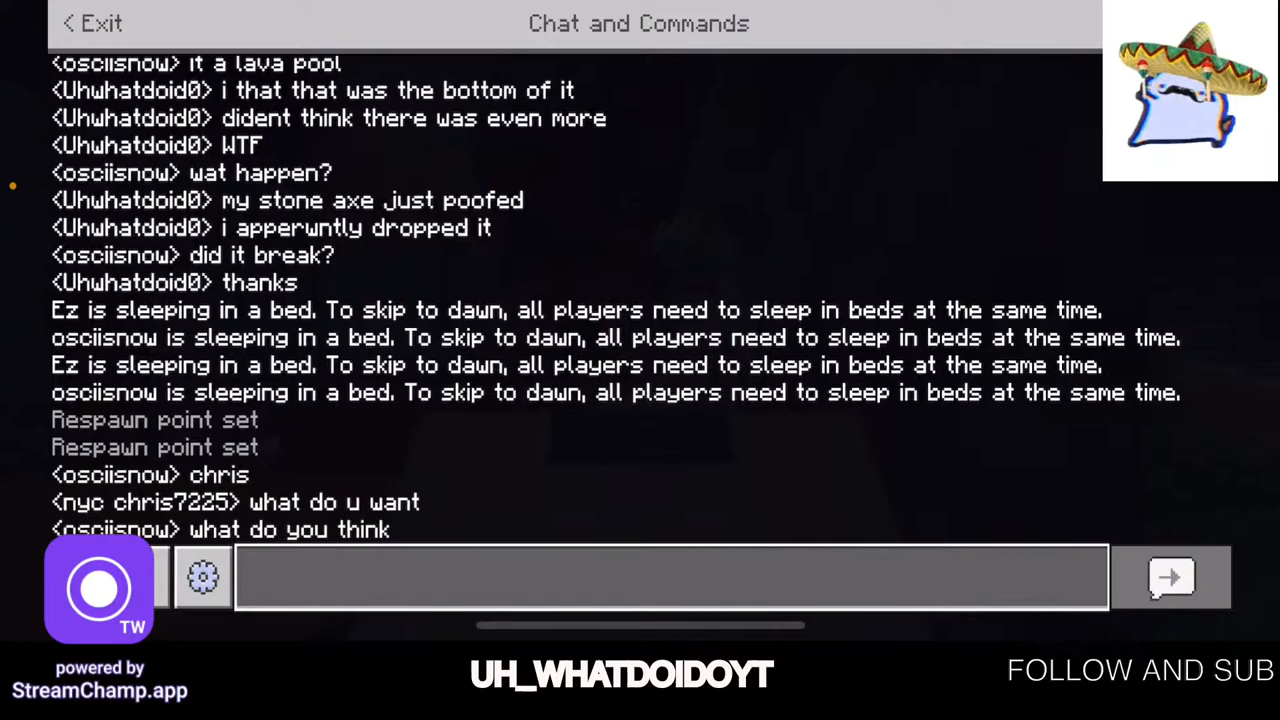 < Exit
Chat and Commands
<osciisnow> it a lava pool
<Uhwhatdoid0> i that that was the bottom of it
<Uhwhatdoid0> dident think there was even more
<Uhwhatdoid0> WTF
<osciisnow> wat happen?
<Uhwhatdoid0> my stone axe just poofed
<Uhwhatdoid0> i apperuntly dropped it
<osciisnow> did it break?
<Uhwhatdoid0> thanks
Ez is sleeping in a bed. To skip to dawn, all players need to sleep in beds at the same time.
osciisnow is sleeping in a bed. To skip to dawn, all players need to sleep in beds at the same time.
Ez is sleeping in a bed. To skip to dawn, all players need to sleep in beds at the same time.
osciisnow is sleeping in a bed. To skip to dawn, all players need to sleep in beds at the same time.
Respawn point set
Respawn point set
<osciisnow> chris
<nyc chris7225> what do u want
<osciisnow> what do you think
TW
powered by
StreamChamp.app
UH_WHATDOIDOYT
FOLLOW AND SUB